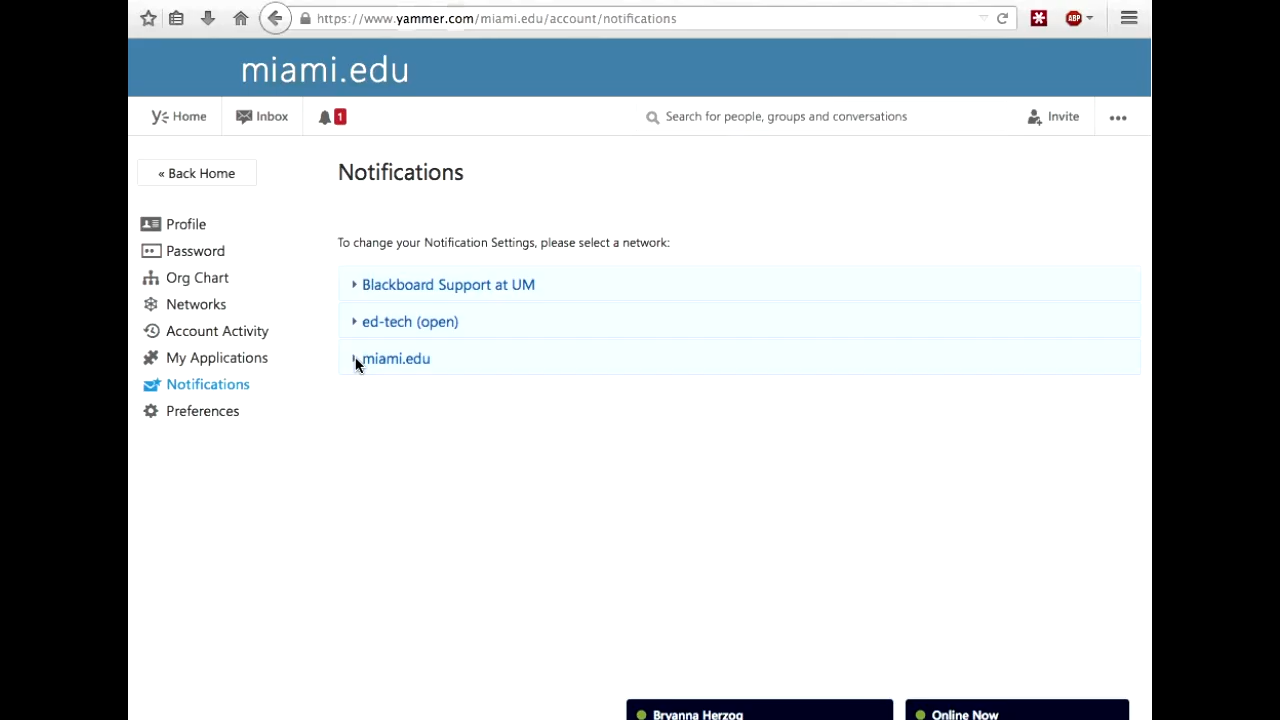 https://www.yammer.com/miami.edu/account/notifications
ABP
miami.edu
Home
Inbox
1
Search for people, groups and conversations
Invite
« Back Home
Notifications
Profile
Password
Org Chart
Networks
Account Activity
My Applications
Notifications
Preferences
To change your Notification Settings, please select a network:
Blackboard Support at UM
ed-tech (open)
miami.edu
Bryanna Herzog
Online Now